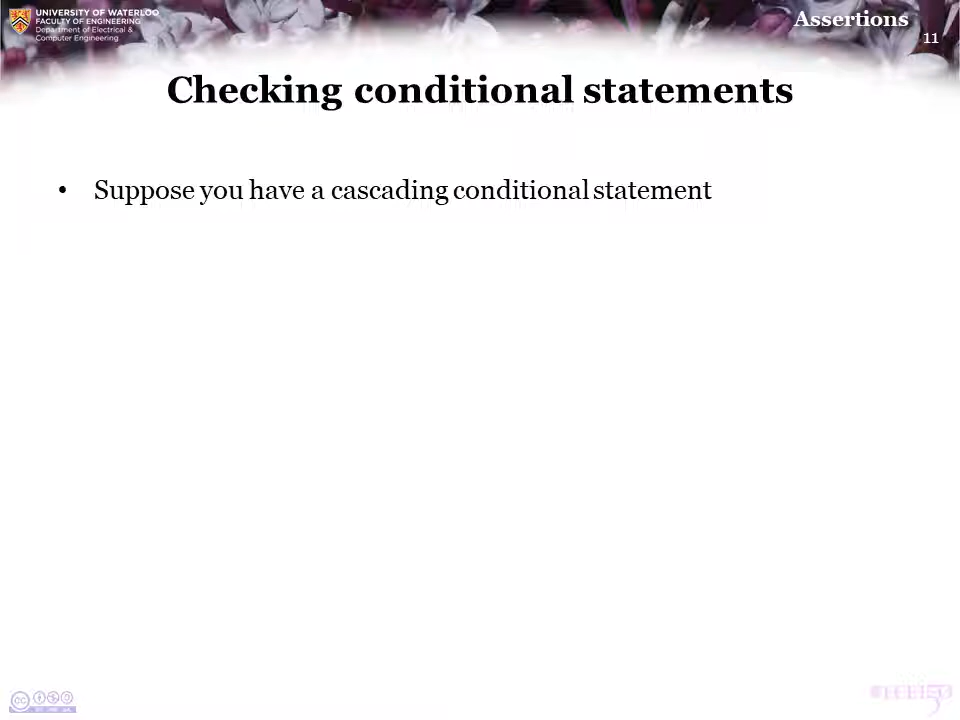 UNIVERSITY OF WATERLOO
FACULTY OF ENGINEERING
Department of Electrical &
Computer Engineering
Assertions
11
Checking conditional statements
• Suppose you have a cascading conditional statement